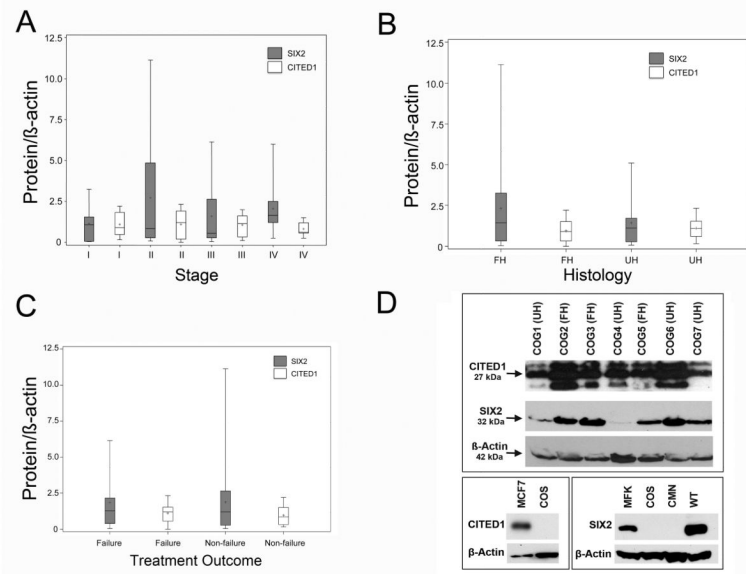 A
Protein/ß-actin
12.5
10.0
7.5
5.0
2.5
0
SIX2
CITED1
I I II II III III IV IV
Stage
B
Protein/ß-actin
12.5
10.0
7.5
5.0
2.5
0
SIX2
CITED1
FH FH UH UH
Histology
C
Protein/ß-actin
12.5
10.0
7.5
5.0
2.5
0
SIX2
CITED1
Failure Failure Non-failure Non-failure
Treatment Outcome
D
COG1 (UH)
COG2 (FH)
COG3 (FH)
COG4 (UH)
COG5 (FH)
COG6 (UH)
COG7 (UH)
CITED1
27 kDa
SIX2
32 kDa
ß-Actin
42 kDa
MCF7
COS
CITED1
β-Actin
MFK
COS
CMN
WT
SIX2
β-Actin